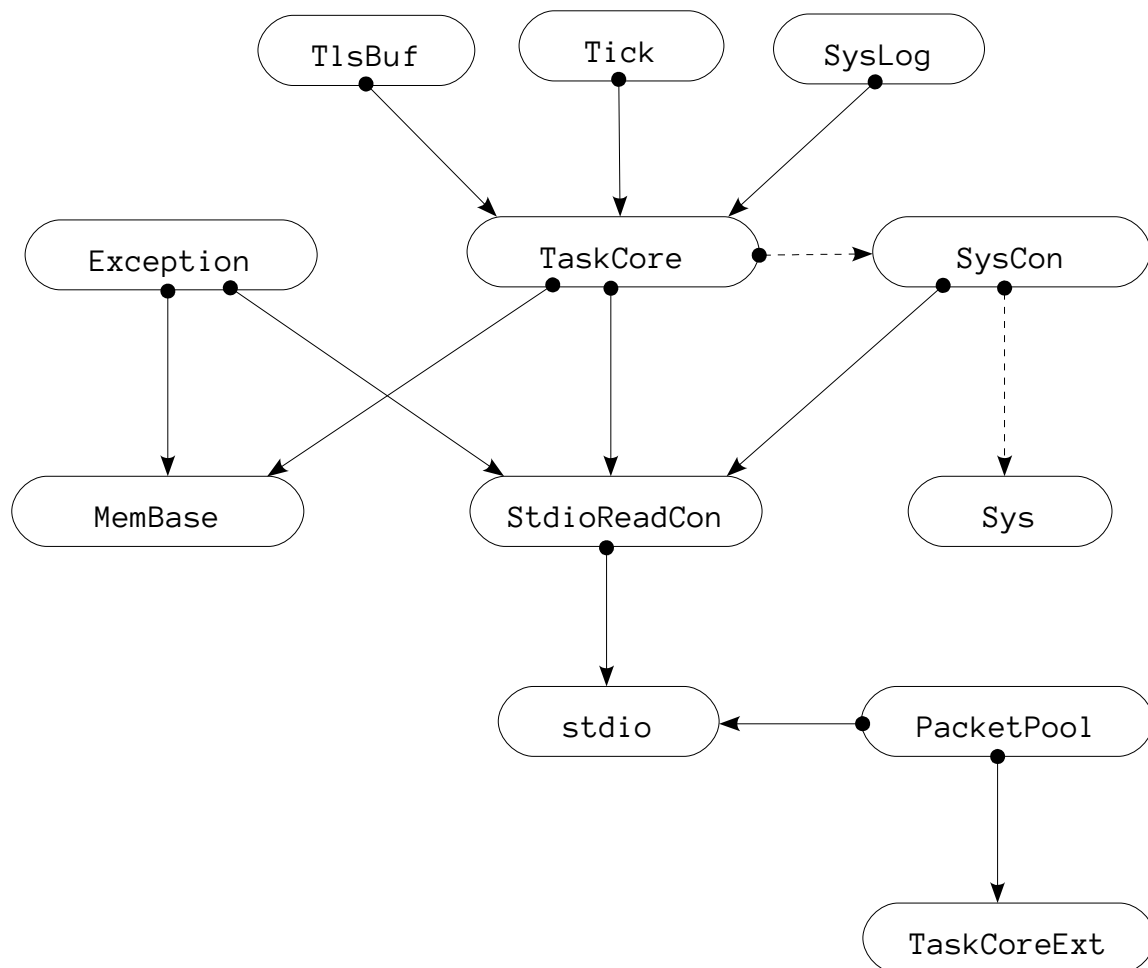 TlsBuf
Tick
SysLog
Exception
TaskCore
SysCon
MemBase
StdioReadCon
Sys
stdio
PacketPool
TaskCoreExt